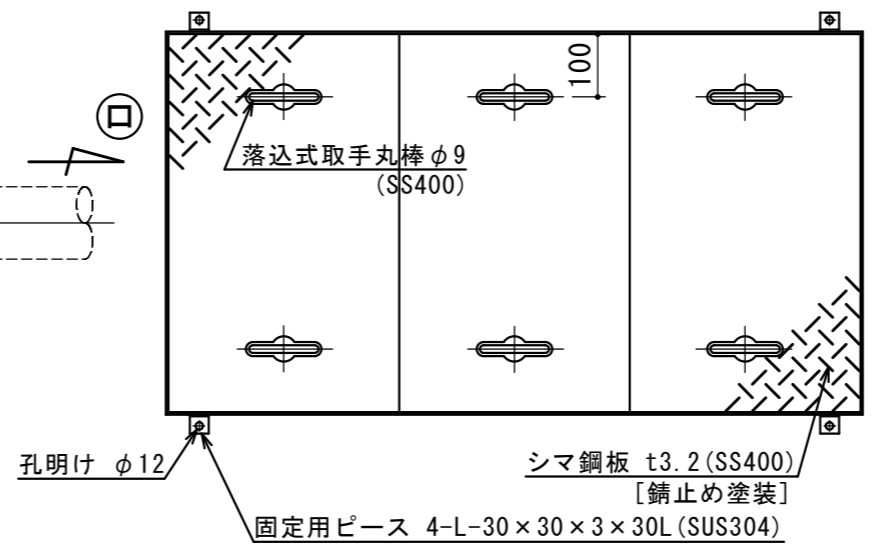 100
ロ
落込式取手丸棒φ9
(SS400)
孔明け φ12
シマ鋼板 t3.2(SS400)
[錆止め塗装]
固定用ピース 4-L-30×30×3×30L(SUS304)